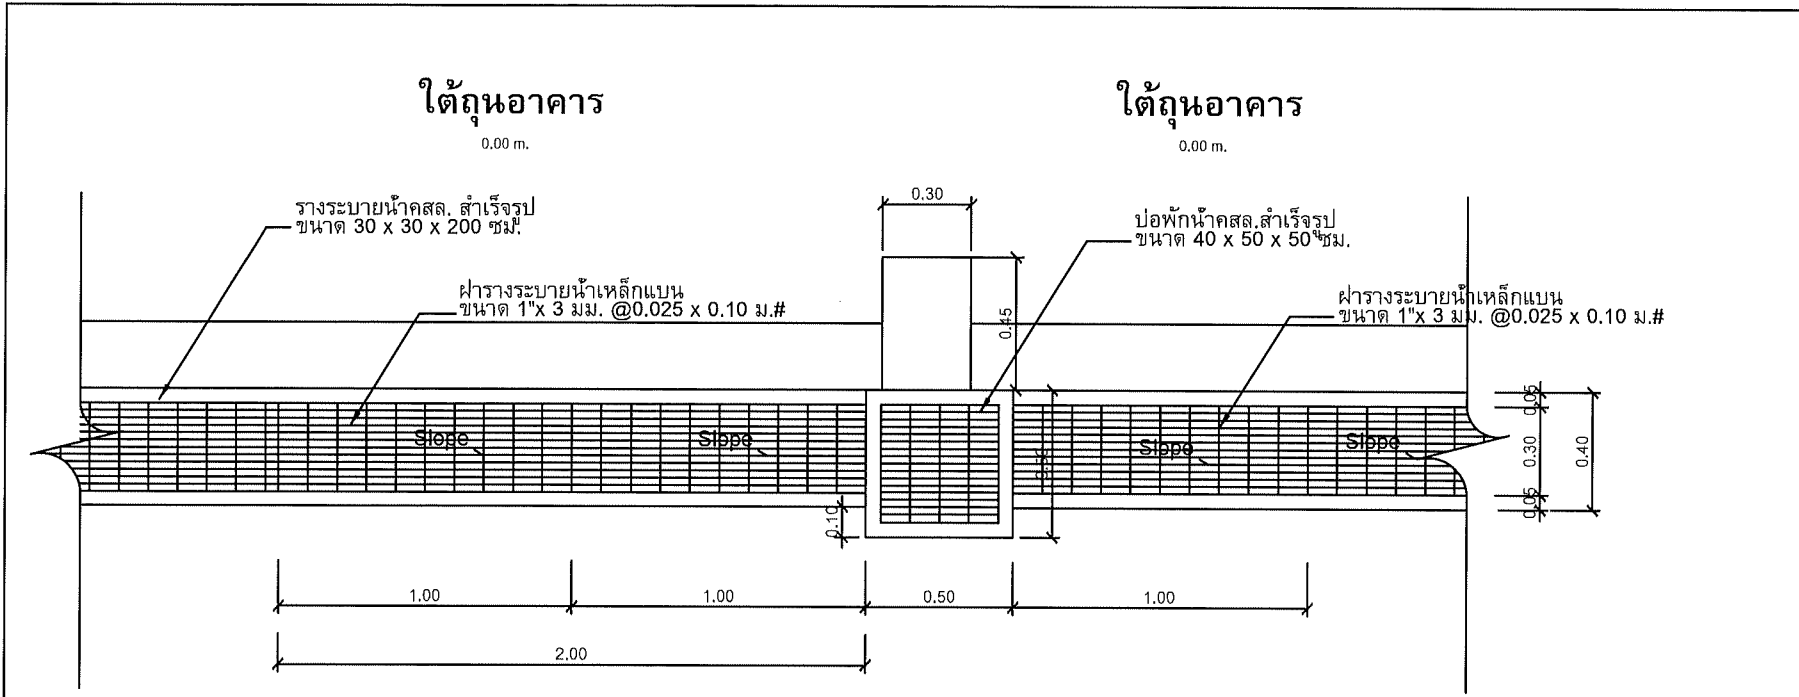 ใต้ถุนอาคาร
0.00 m.
ใต้ถุนอาคาร
0.00 m.
รางระบายน้ำคสล. สำเร็จรูป
ขนาด 30 x 30 x 200 ซม.
0.30
บ่อพักน้ำคสล.สำเร็จรูป
ขนาด 40 x 50 x 50 ซม.
ฝารางระบายน้ำเหล็กแบน
ขนาด 1"x 3 มม. @0.025 x 0.10 ม.#
0.45
ฝารางระบายน้ำเหล็กแบน
ขนาด 1"x 3 มม. @0.025 x 0.10 ม.#
Slope
Slope
Slope
Slope
0.05
0.30
0.40
0.05
0.50
0.10
1.00
1.00
0.50
1.00
2.00